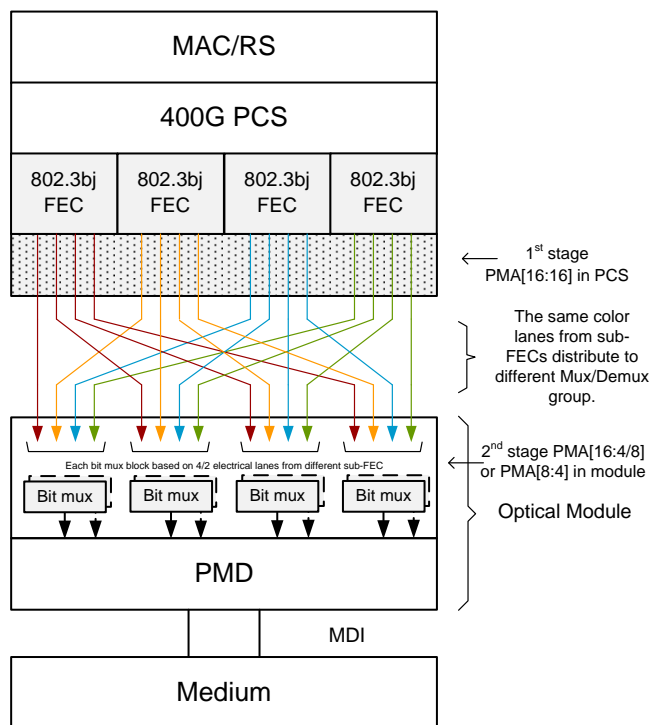 MAC/RS
400G PCS
802.3bj
FEC
802.3bj
FEC
802.3bj
FEC
802.3bj
FEC
1st stage
PMA[16:16] in PCS
The same color
lanes from sub-
FECs distribute to
different Mux/Demux
group.
2nd stage PMA[16:4/8]
or PMA[8:4] in module
Each bit mux block based on 4/2 electrical lanes from different sub-FEC
Bit mux
Bit mux
Bit mux
Bit mux
Optical Module
PMD
MDI
Medium